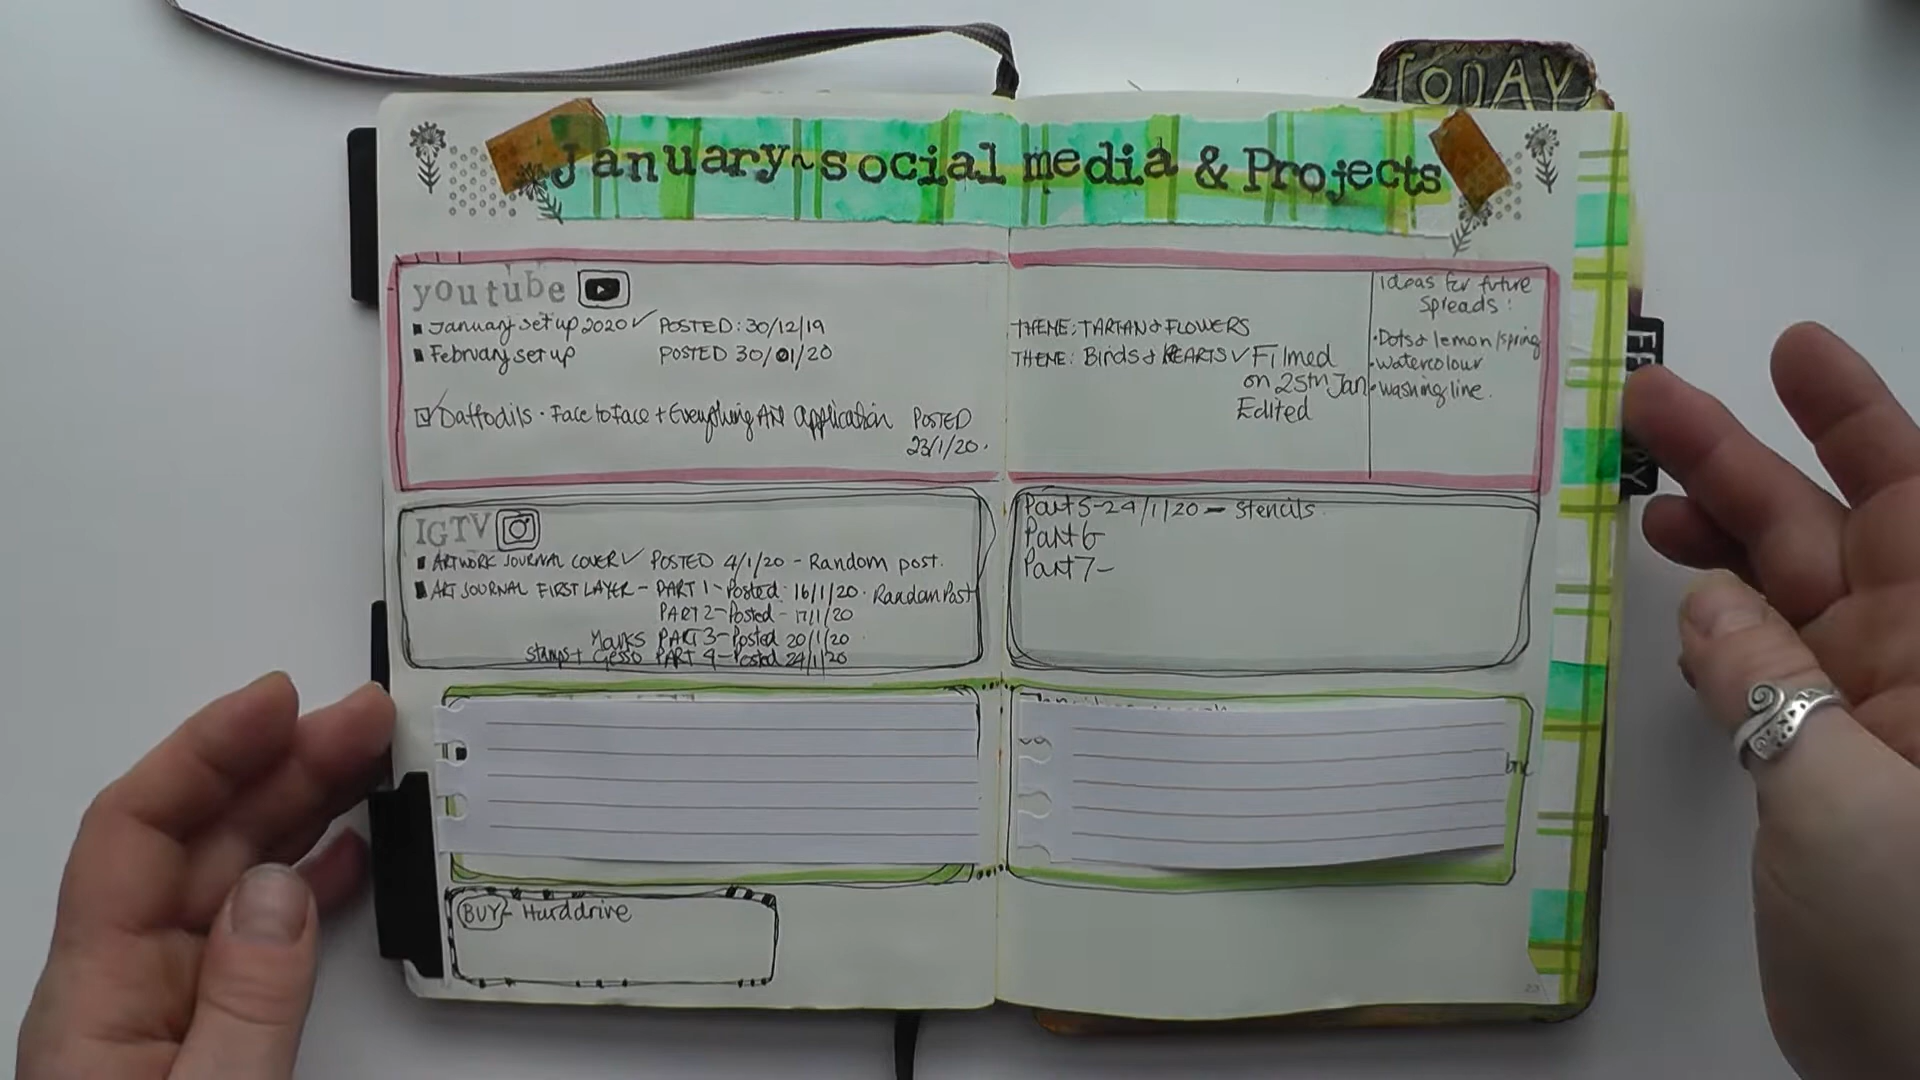 TODAY
January~social media & Projects
youtube
January set up 2020 ✓ POSTED: 30/12/19
February set up POSTED 30/01/20
Daffodils · Face to Face + Everything Art application POSTED
23/1/20.
THEME: TARTAN & FLOWERS
THEME: Birds & HEARTS ✓ Filmed
on 25th Jan
Edited
Ideas for future
spreads:
· Dots & lemon/spring
· watercolour
· washing line.
IGTV
ARTWORK JOURNAL COVER ✓ POSTED 4/1/20 - Random post.
ART JOURNAL FIRST LAYER - PART 1 - Posted: 16/1/20 · Random Post
PART 2 - Posted - 17/1/20
Marks PART 3 - Posted 20/1/20
Stamps + Gesso PART 4 - Posted 24/1/20
Part 5 - 24/1/20 - Stencils.
Part 6
Part 7 -
BUY - Harddrive